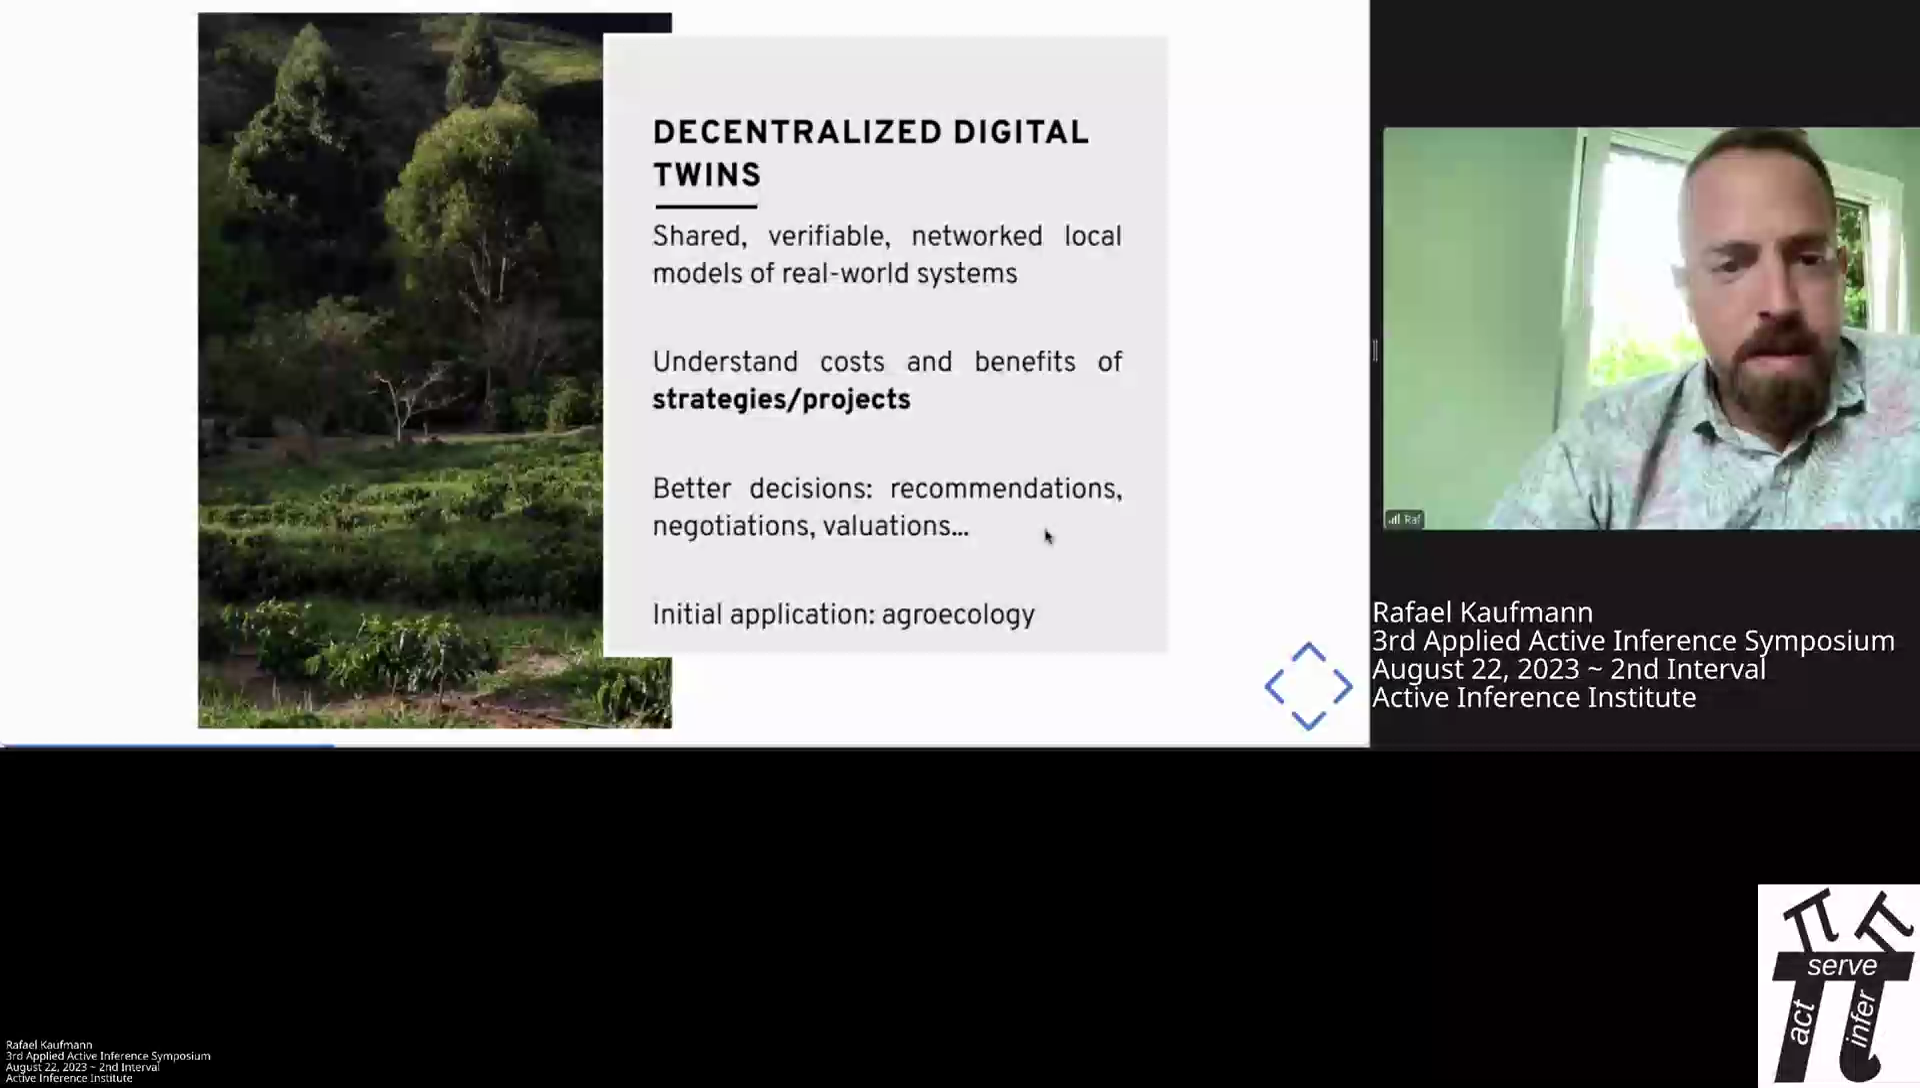 DECENTRALIZED DIGITAL
TWINS
Shared, verifiable, networked local
models of real-world systems
Understand costs and benefits of
strategies/projects
Better decisions: recommendations,
negotiations, valuations...
Initial application: agroecology
Raf
Rafael Kaufmann
3rd Applied Active Inference Symposium
August 22, 2023 ~ 2nd Interval
Active Inference Institute
π π
serve
act
infer
Rafael Kaufmann
3rd Applied Active Inference Symposium
August 22, 2023 ~ 2nd Interval
Active Inference Institute